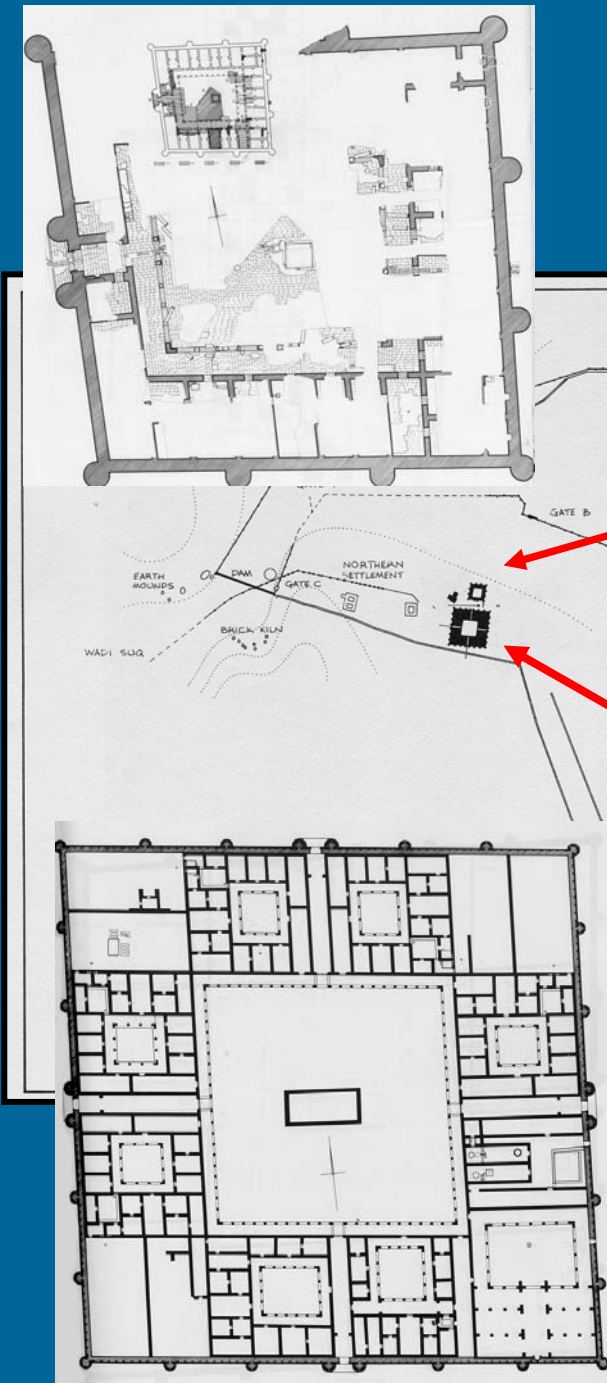 GATE B
EARTH
MOUNDS
DAM
GATE C
NORTHERN
SETTLEMENT
BRICK KILN
WADI SUQ